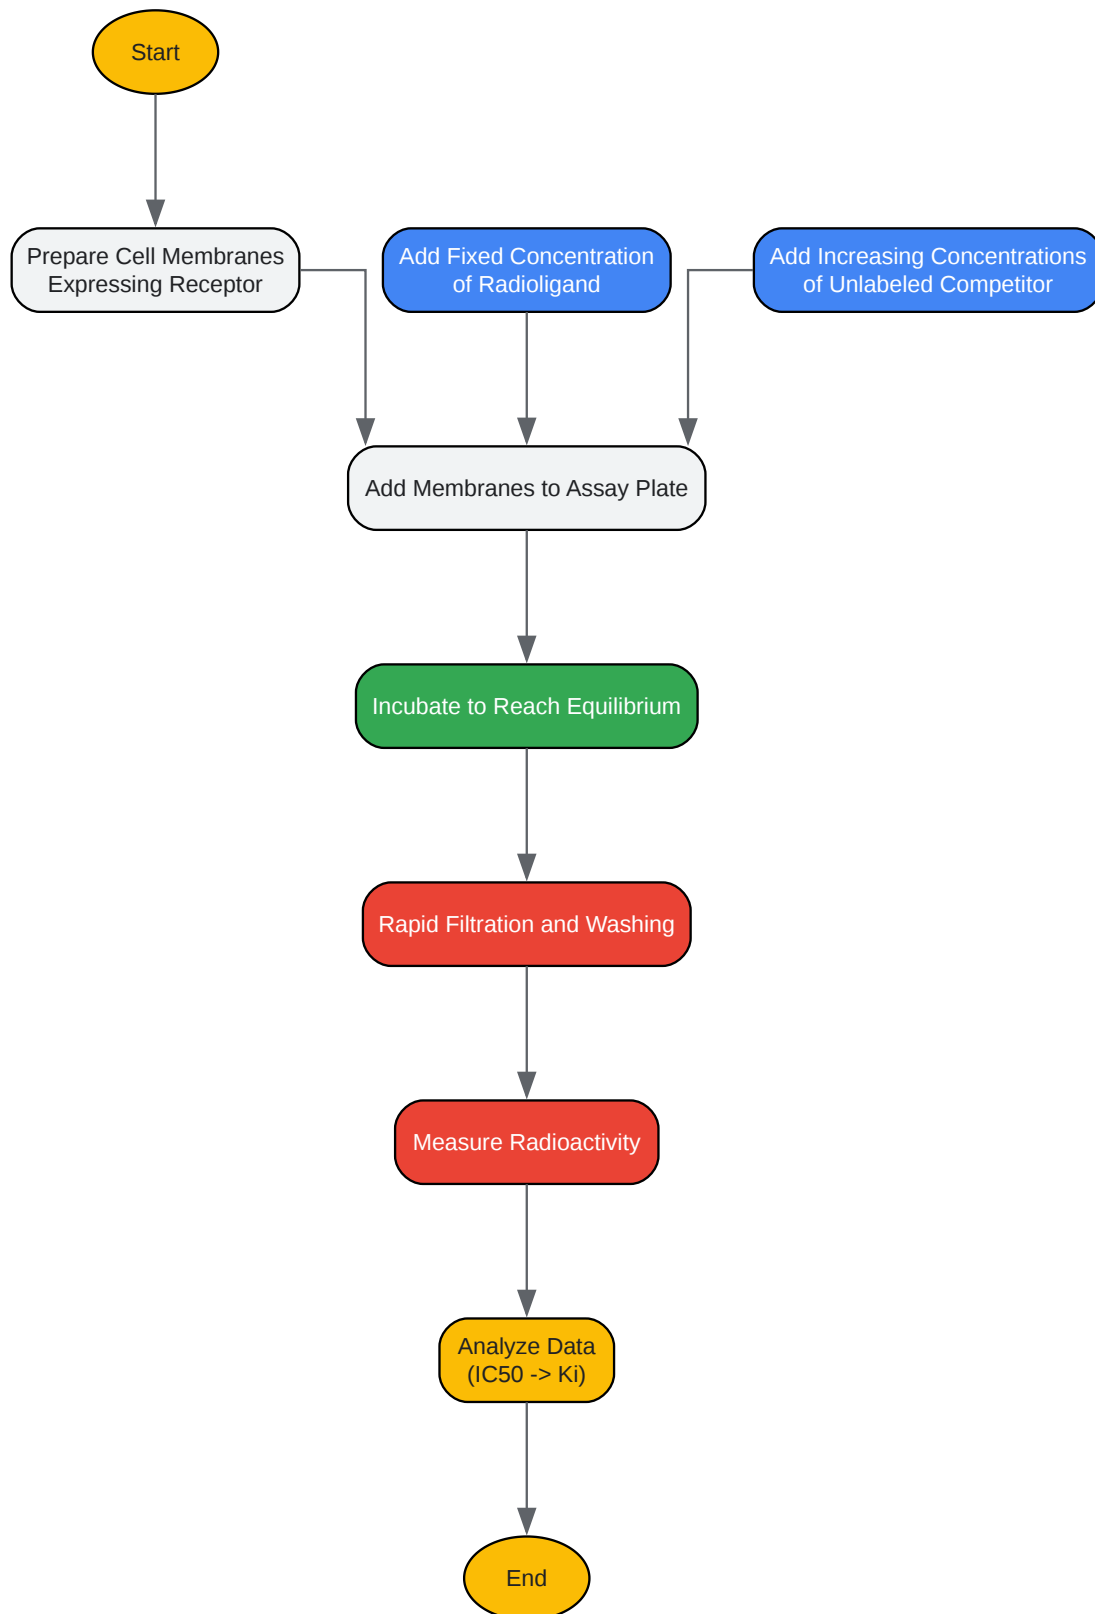 Start
Prepare Cell Membranes
Expressing Receptor
Add Fixed Concentration
of Radioligand
Add Increasing Concentrations
of Unlabeled Competitor
Add Membranes to Assay Plate
Incubate to Reach Equilibrium
Rapid Filtration and Washing
Measure Radioactivity
Analyze Data
(IC50 -> Ki)
End